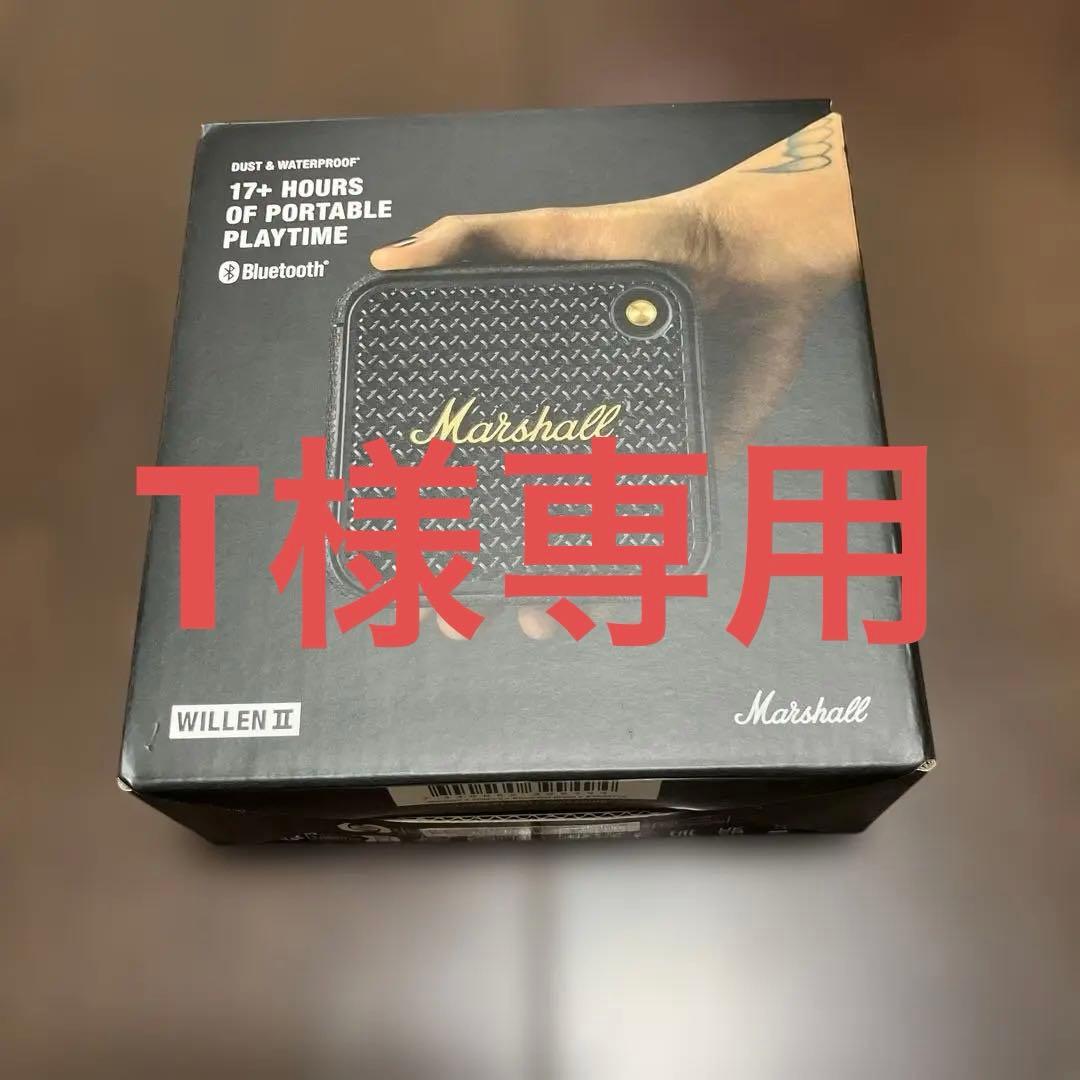 DUST & WATERPROOF*
17+ HOURS
OF PORTABLE
PLAYTIME
Bluetooth®
Marshall
T様専用
WILLEN II
Marshall